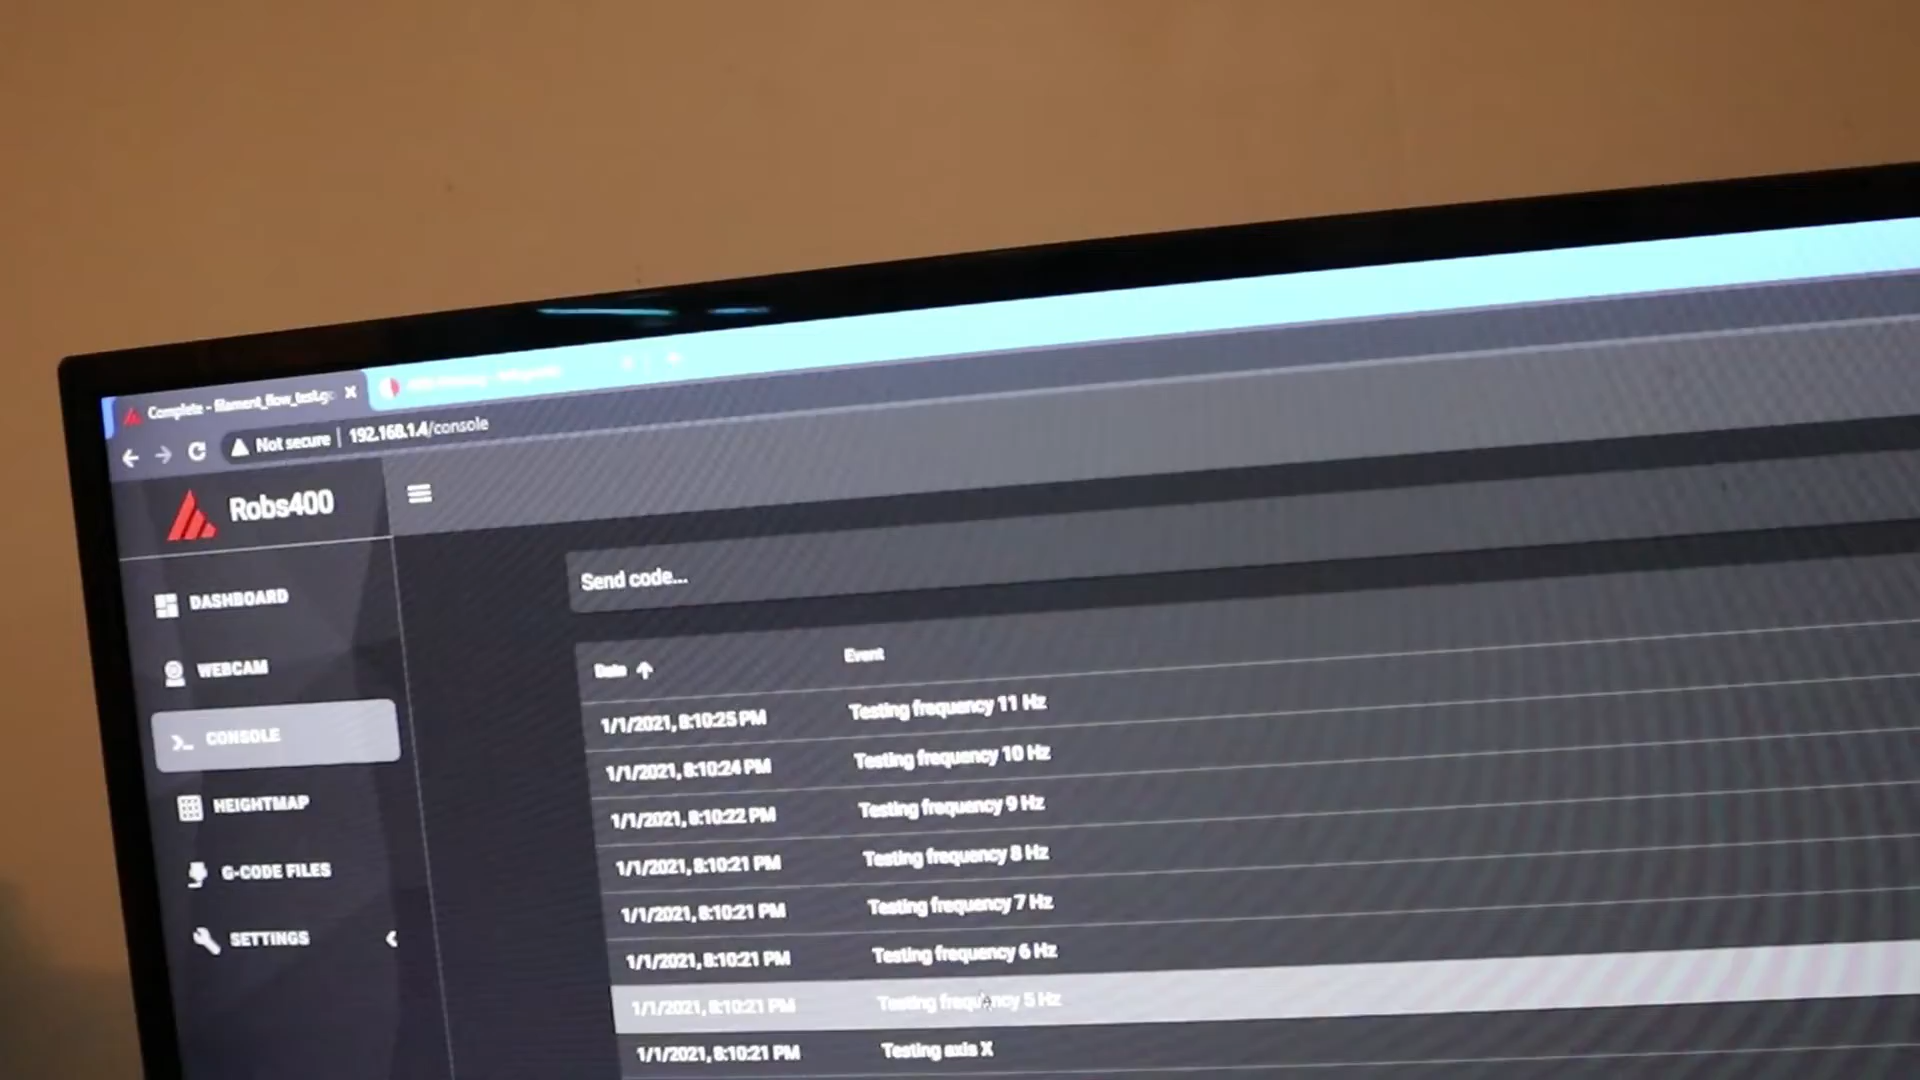 Complete - filament_flow_test.gc
Not secure | 192.168.1.4/console
Robs400
DASHBOARD
WEBCAM
CONSOLE
HEIGHTMAP
G-CODE FILES
SETTINGS
Send code...
Date Event
1/1/2021, 8:10:25 PM Testing frequency 11 Hz
1/1/2021, 8:10:24 PM Testing frequency 10 Hz
1/1/2021, 8:10:22 PM Testing frequency 9 Hz
1/1/2021, 8:10:21 PM Testing frequency 8 Hz
1/1/2021, 8:10:21 PM Testing frequency 7 Hz
1/1/2021, 8:10:21 PM Testing frequency 6 Hz
1/1/2021, 8:10:21 PM Testing frequency 5 Hz
1/1/2021, 8:10:21 PM Testing axis X